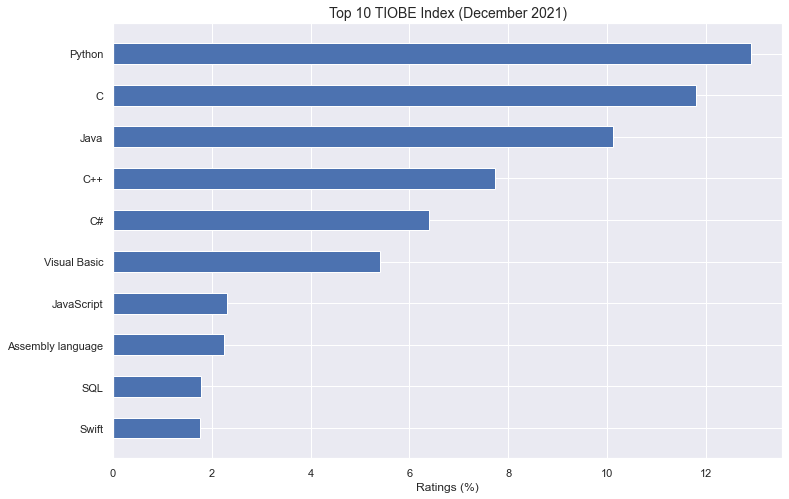 Top 10 TIOBE Index (December 2021)
Python
C
Java
C++
C#
Visual Basic
JavaScript
Assembly language
SQL
Swift
0 2 4 6 8 10 12
Ratings (%)